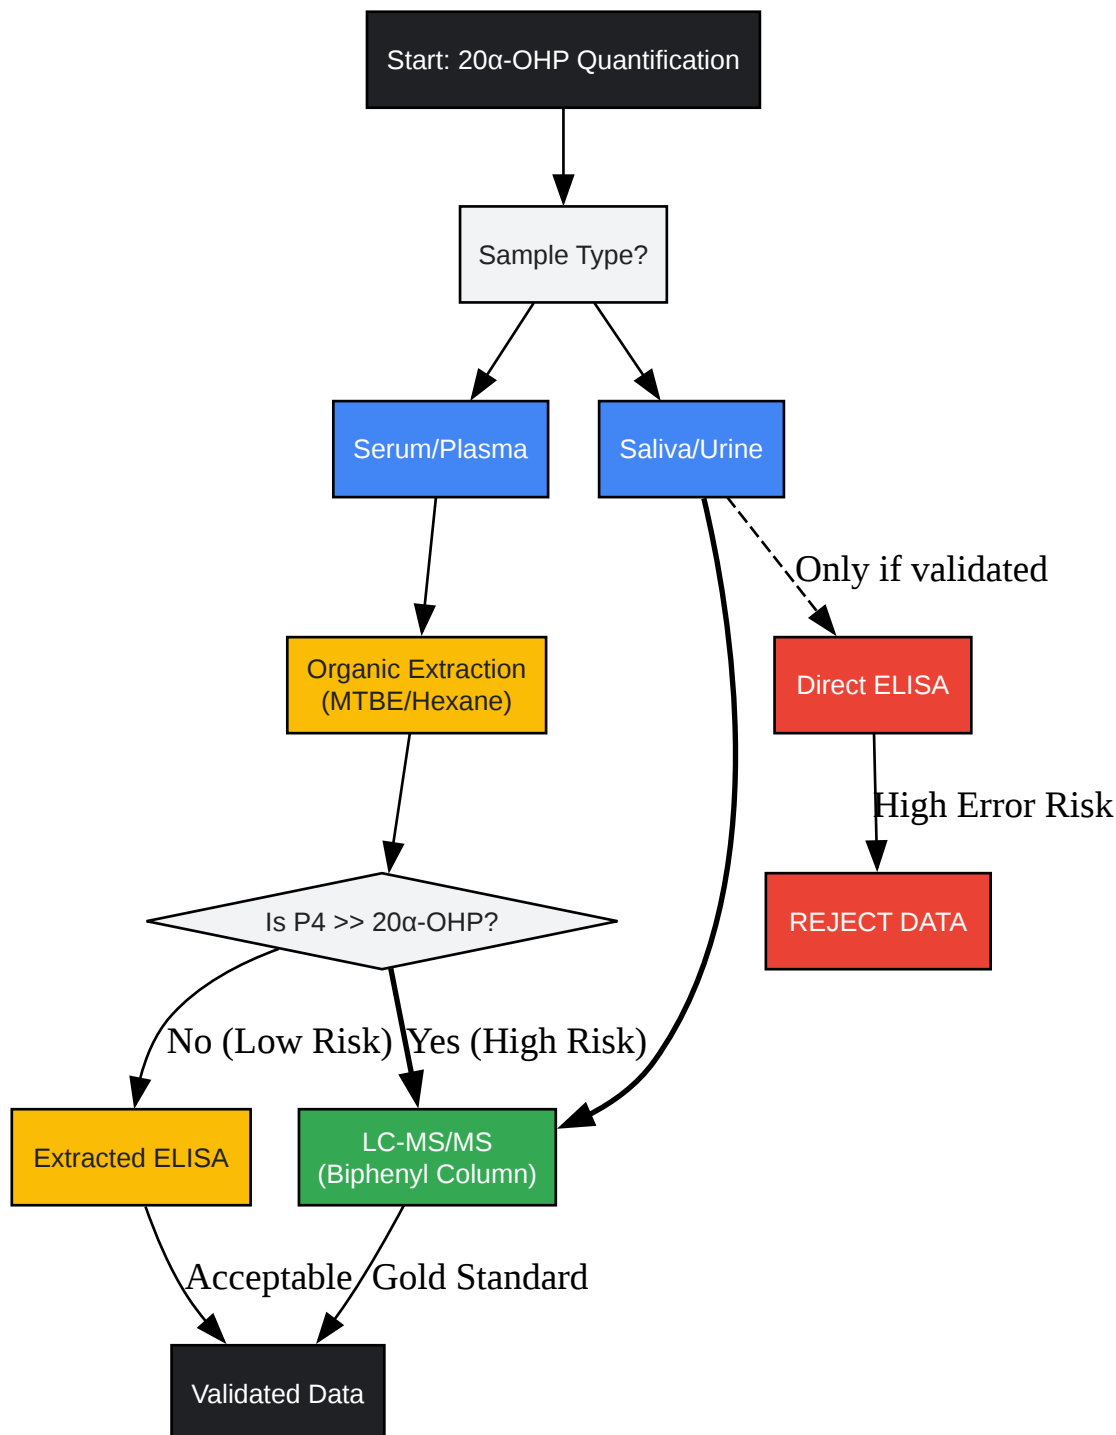 Start: 20α-OHP Quantification
Sample Type?
Serum/Plasma
Saliva/Urine
Only if validated
Organic Extraction
(MTBE/Hexane)
Direct ELISA
High Error Risk
Is P4 >> 20α-OHP?
REJECT DATA
No (Low Risk)
Yes (High Risk)
Extracted ELISA
LC-MS/MS
(Biphenyl Column)
Acceptable
Gold Standard
Validated Data